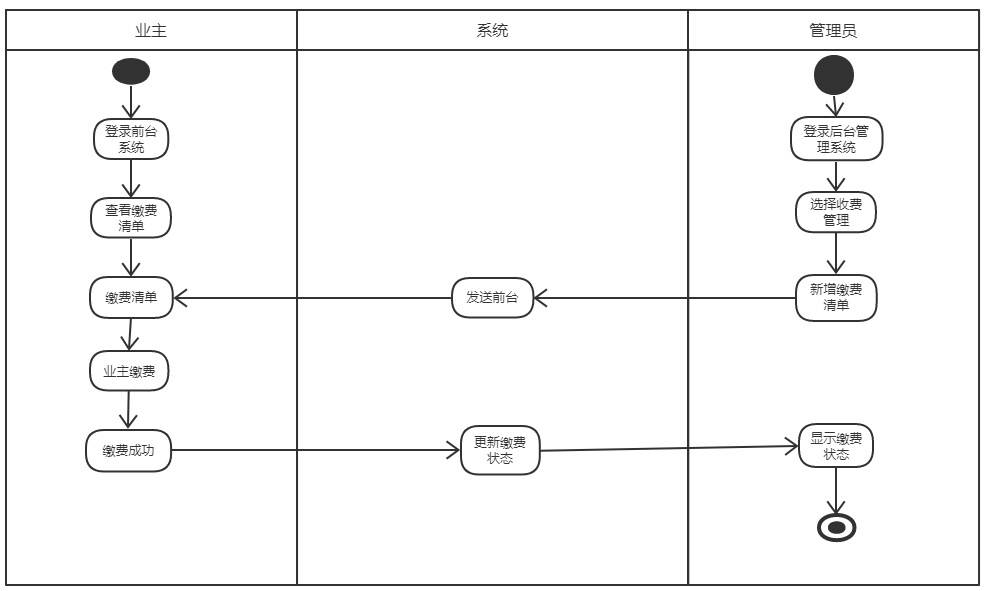 业主
系统
管理员
登录前台
系统
查看缴费
清单
缴费清单
业主缴费
缴费成功
发送前台
更新缴费
状态
登录后台管
理系统
选择收费
管理
新增缴费
清单
显示缴费
状态